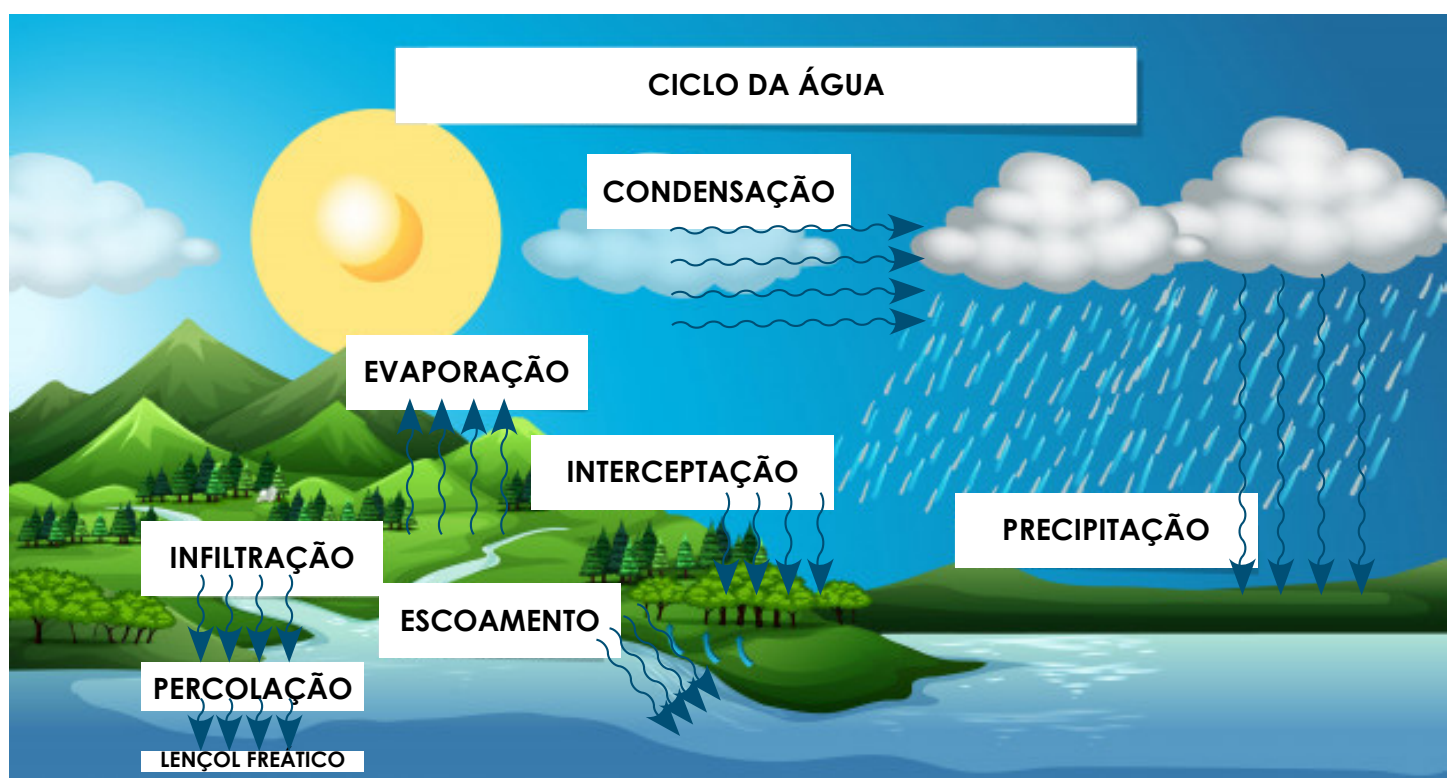 CICLO DA ÁGUA
CONDENSAÇÃO
EVAPORAÇÃO
INTERCEPTAÇÃO
PRECIPITAÇÃO
INFILTRAÇÃO
ESCOAMENTO
PERCOLAÇÃO
LENÇOL FREÁTICO